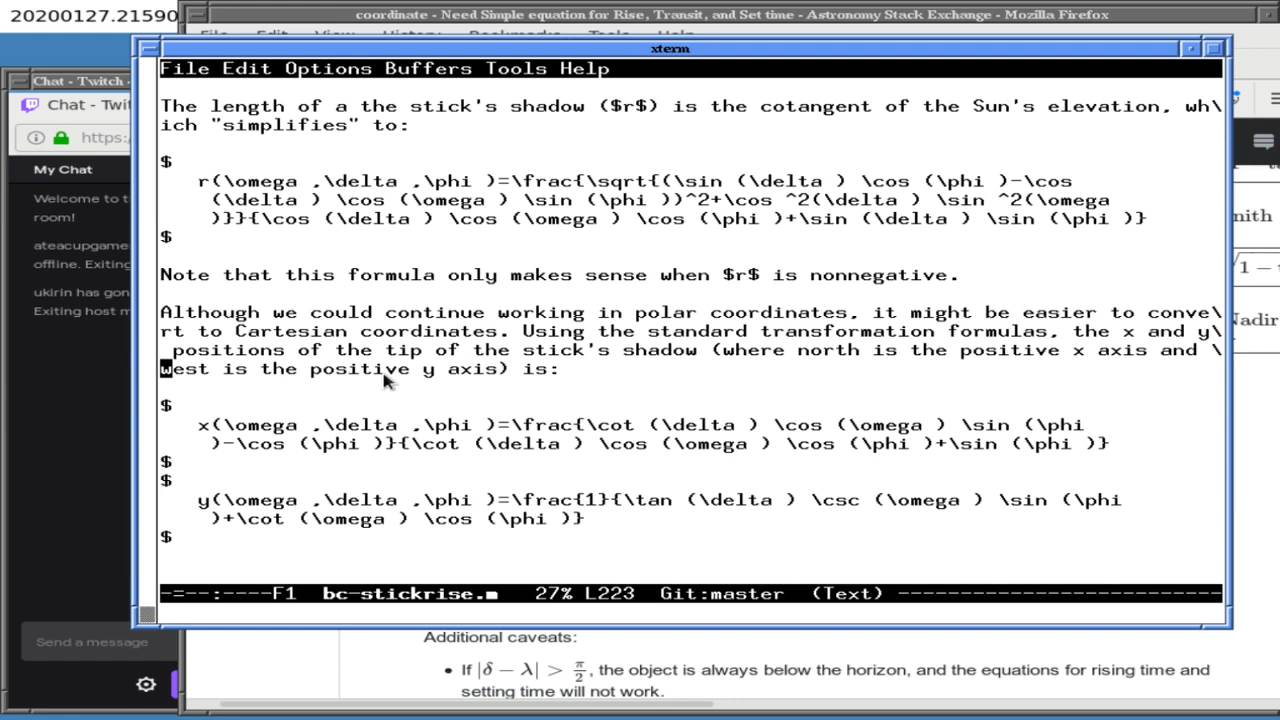 20200127.21590
coordinate - Need Simple equation for Rise, Transit, and Set time - Astronomy Stack Exchange - Mozilla Firefox
xterm
File Edit Options Buffers Tools Help
Chat - Twitch -
Chat - Twit
https:
My Chat
Welcome to t
room!
ateacupgame
offline. Exiting
ukirin has gon
Exiting host m
The length of a the stick's shadow ($r$) is the cotangent of the Sun's elevation, wh\
ich "simplifies" to:
$
r(\omega ,\delta ,\phi )=\frac{\sqrt{(\sin (\delta ) \cos (\phi )-\cos
(\delta ) \cos (\omega ) \sin (\phi ))^2+\cos ^2(\delta ) \sin ^2(\omega
)}}{\cos (\delta ) \cos (\omega ) \cos (\phi )+\sin (\delta ) \sin (\phi )}
$
Note that this formula only makes sense when $r$ is nonnegative.
Although we could continue working in polar coordinates, it might be easier to conve\
rt to Cartesian coordinates. Using the standard transformation formulas, the x and y\
positions of the tip of the stick's shadow (where north is the positive x axis and \
west is the positive y axis) is:
$
x(\omega ,\delta ,\phi )=\frac{\cot (\delta ) \cos (\omega ) \sin (\phi
)-\cos (\phi )}{\cot (\delta ) \cos (\omega ) \cos (\phi )+\sin (\phi )}
$
$
y(\omega ,\delta ,\phi )=\frac{1}{\tan (\delta ) \csc (\omega ) \sin (\phi
)+\cot (\omega ) \cos (\phi )}
$
-=--:----F1 bc-stickrise.m 27% L223 Git:master (Text) --------------------------
nith
√1 −
Nadir
Send a message
Additional caveats:
• If |δ − λ| > π/2, the object is always below the horizon, and the equations for rising time and
setting time will not work.